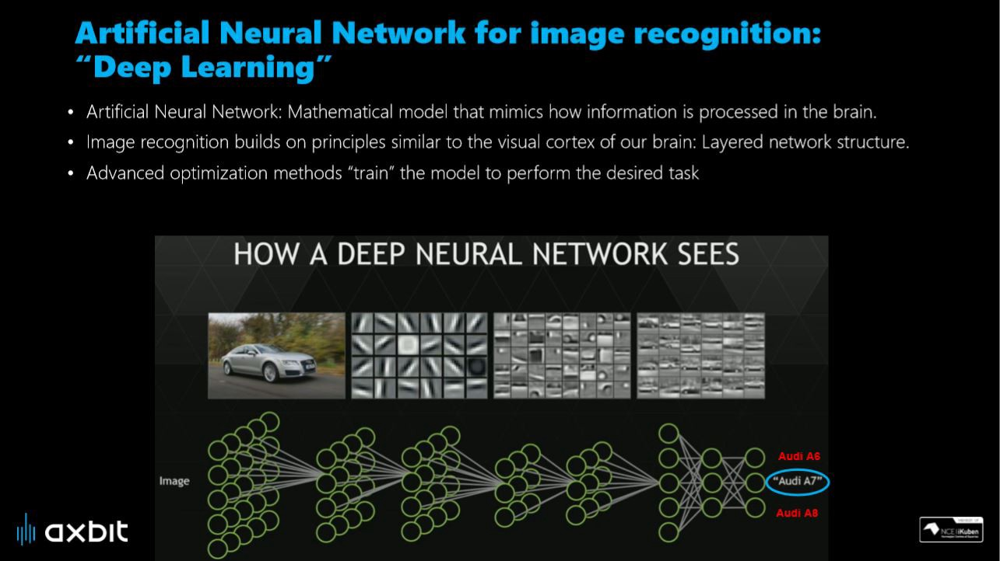 Artificial Neural Network for image recognition:
“Deep Learning”
• Artificial Neural Network: Mathematical model that mimics how information is processed in the brain.
• Image recognition builds on principles similar to the visual cortex of our brain: Layered network structure.
• Advanced optimization methods “train” the model to perform the desired task
HOW A DEEP NEURAL NETWORK SEES
Image
Audi A6
“Audi A7”
Audi A8
axbit
NCE iKuben